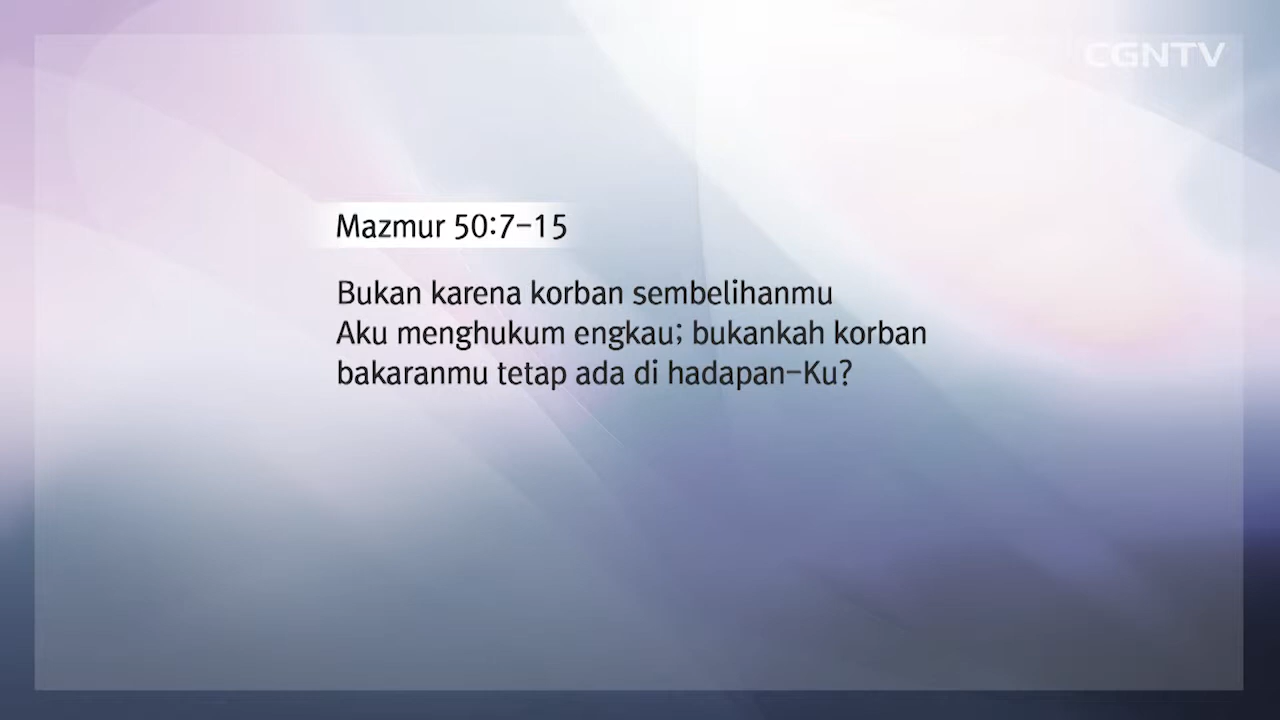 CGNTV
Mazmur 50:7-15
Bukan karena korban sembelihanmu
Aku menghukum engkau; bukankah korban
bakaranmu tetap ada di hadapan-Ku?